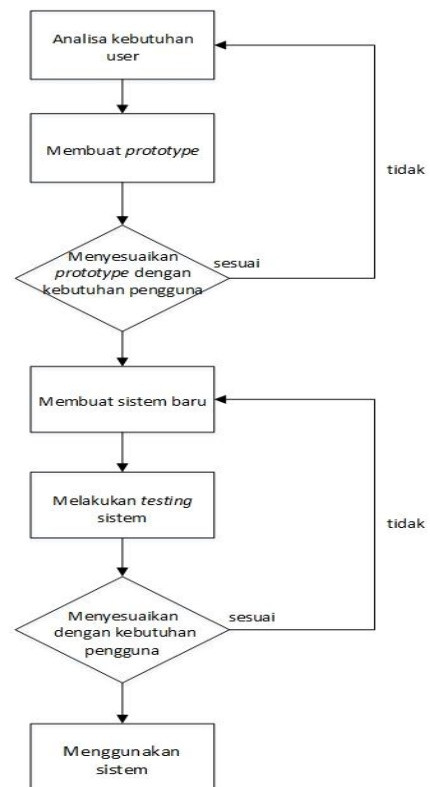 Analisa kebutuhan
user
Membuat prototype
tidak
Menyesuaikan
prototype dengan
kebutuhan pengguna
sesuai
Membuat sistem baru
Melakukan testing
sistem
tidak
Menyesuaikan
dengan kebutuhan
pengguna
sesuai
Menggunakan
sistem